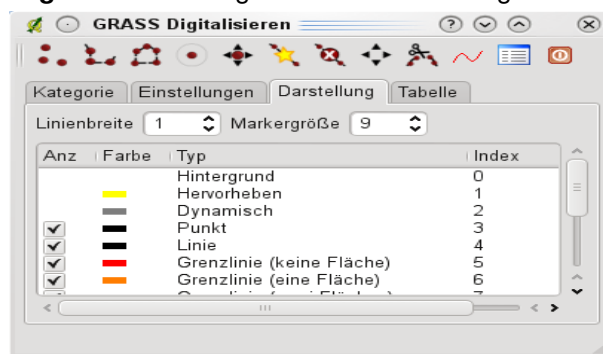 GRASS Digitalisieren
Kategorie Einstellungen Darstellung Tabelle
Linienbreite 1 Markergröße 9
Anz Farbe Typ Index
Hintergrund 0
Hervorheben 1
Dynamisch 2
Punkt 3
Linie 4
Grenzlinie (keine Fläche) 5
Grenzlinie (eine Fläche) 6